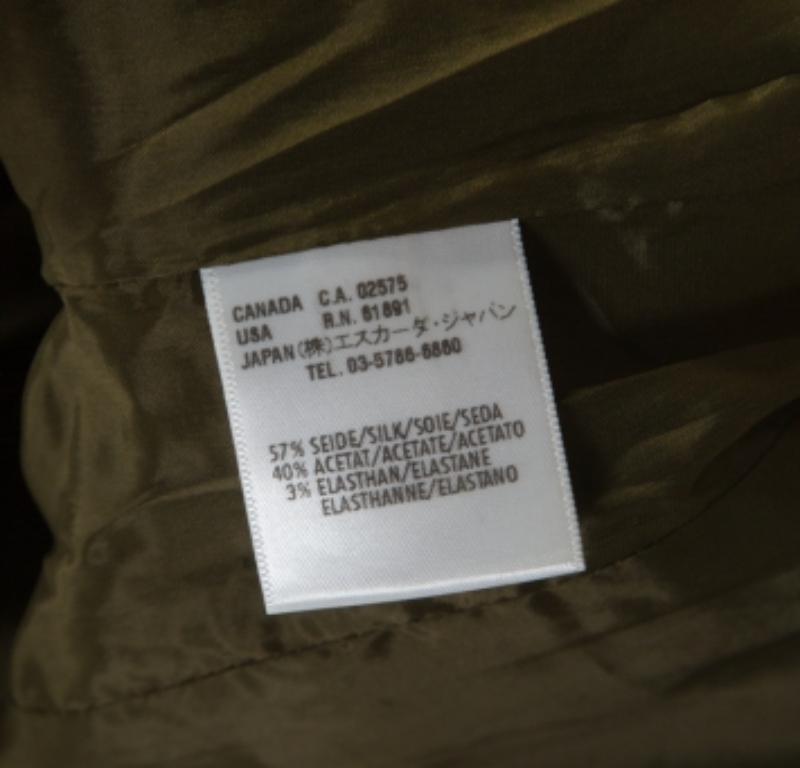 CANADA C.A. 02575
USA R.N. 61891
JAPAN (株)エスカーダ・ジャパン
TEL. 03-5786-6880
57% SEIDE/SILK/SOIE/SEDA
40% ACETAT/ACETATE/ACETATO
3% ELASTHAN/ELASTANE
ELASTHANNE/ELASTANO